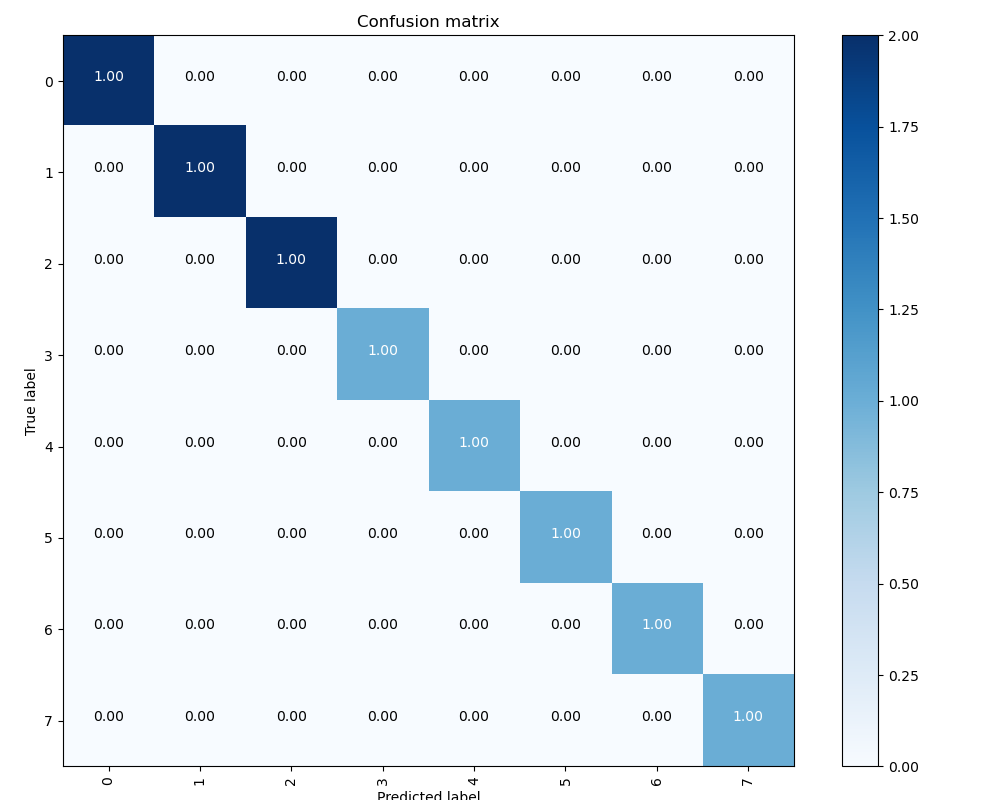 Confusion matrix
0 1.00 0.00 0.00 0.00 0.00 0.00 0.00 0.00
1 0.00 1.00 0.00 0.00 0.00 0.00 0.00 0.00
2 0.00 0.00 1.00 0.00 0.00 0.00 0.00 0.00
3 0.00 0.00 0.00 1.00 0.00 0.00 0.00 0.00
4 0.00 0.00 0.00 0.00 1.00 0.00 0.00 0.00
5 0.00 0.00 0.00 0.00 0.00 1.00 0.00 0.00
6 0.00 0.00 0.00 0.00 0.00 0.00 1.00 0.00
7 0.00 0.00 0.00 0.00 0.00 0.00 0.00 1.00
True label
0 1 2 3 4 5 6 7
Predicted label
2.00
1.75
1.50
1.25
1.00
0.75
0.50
0.25
0.00